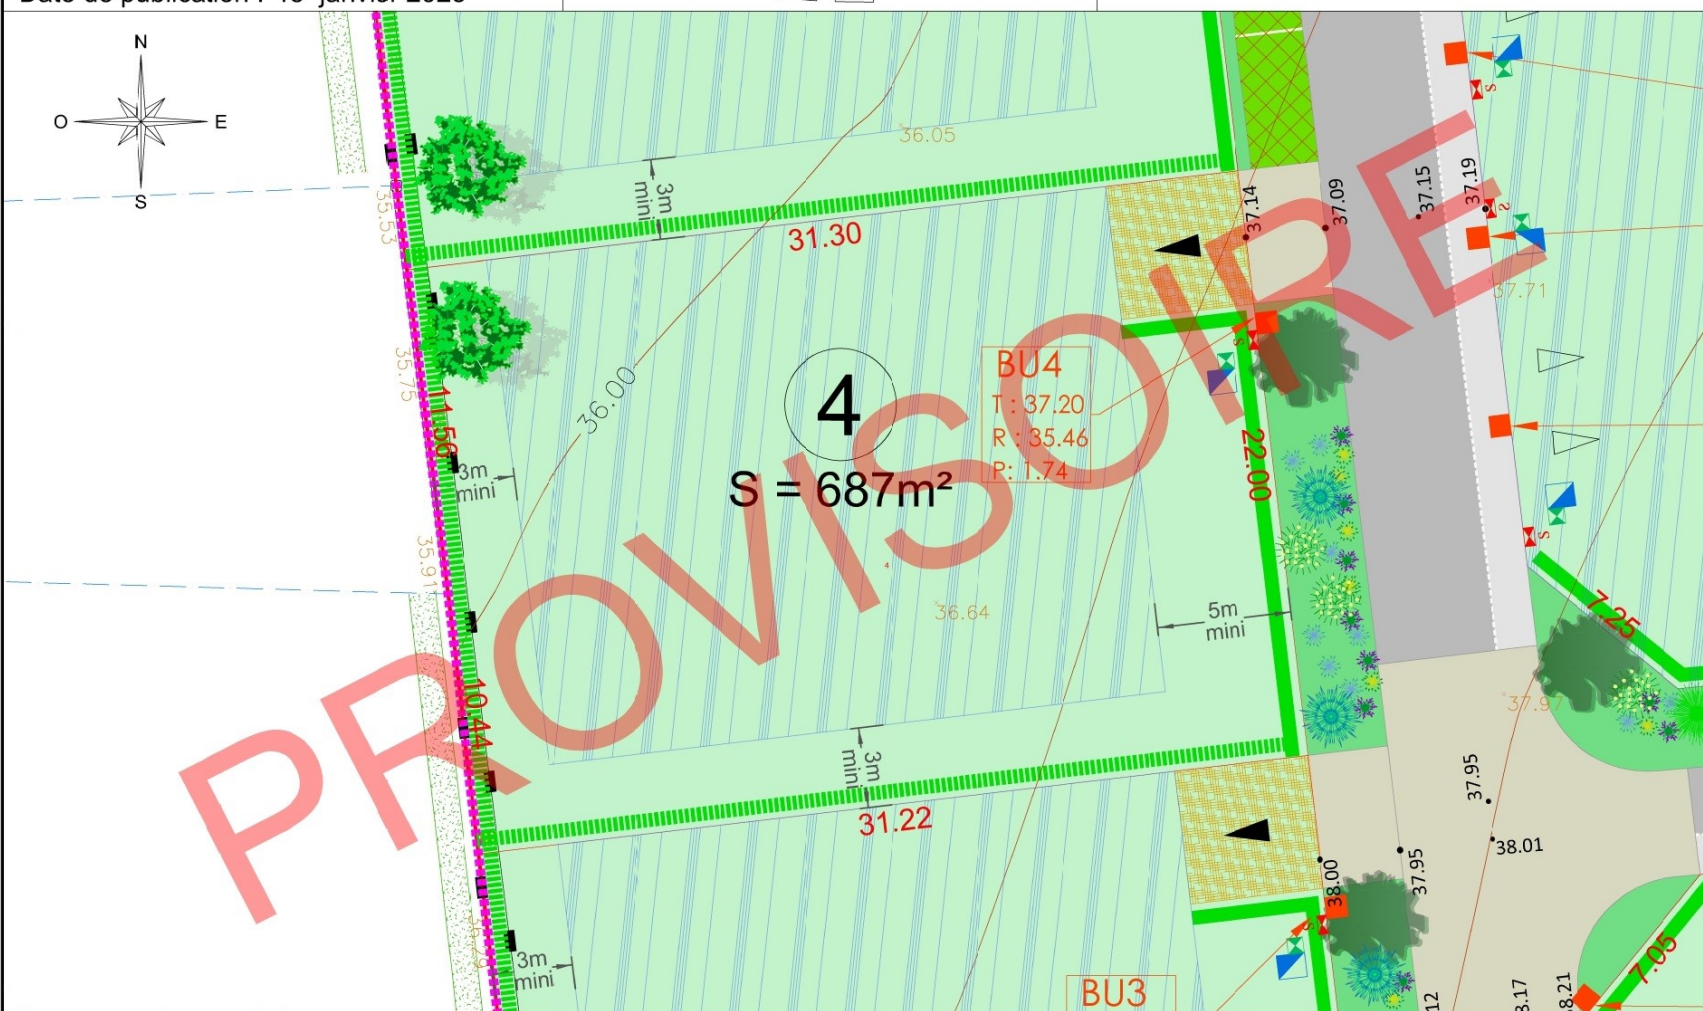 N
O
E
S
36.05
3m
mini
31.30
35.53
37.14
37.09
37.15
37.19
37.71
35.75
11.56
36.00
4
S = 687m²
BU4
T : 37.20
R : 35.46
P: 1.74
s
s
s
s
22.00
3m
mini
35.91
4
36.64
5m
mini
7.25
37.97
10.44
3m
mini
31.22
37.95
38.01
38.00
37.95
s
3m
mini
BU3
7.05
PROVISOIRE